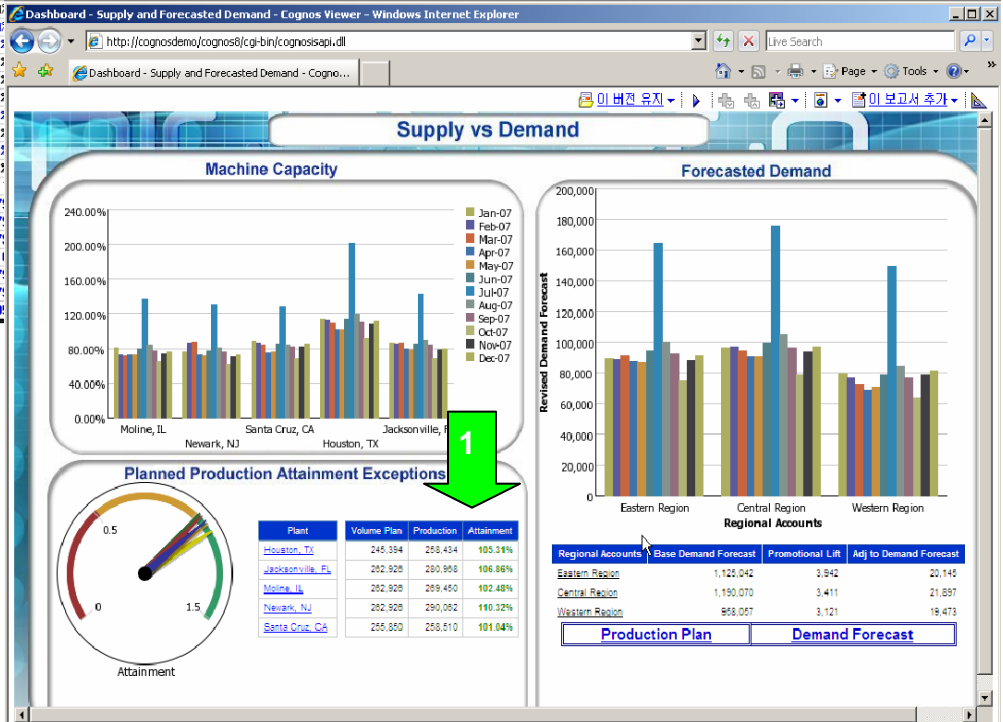 Dashboard - Supply and Forecasted Demand - Cognos Viewer - Windows Internet Explorer
http://cognosdemo/cognos8/cgi-bin/cognosisapi.dll
Live Search
Dashboard - Supply and Forecasted Demand - Cogno...
Page
Tools
이 버전 유지
이 보고서 추가
Supply vs Demand
Machine Capacity
240.00%
200.00%
160.00%
120.00%
80.00%
40.00%
0.00%
Moline, IL
Newark, NJ
Santa Cruz, CA
Houston, TX
Jacksonville, F
Jan-07
Feb-07
Mar-07
Apr-07
May-07
Jun-07
Jul-07
Aug-07
Sep-07
Oct-07
Nov-07
Dec-07
1
Forecasted Demand
200,000
180,000
160,000
140,000
120,000
100,000
80,000
60,000
40,000
20,000
0
Revised Demand Forecast
Eastern Region
Central Region
Western Region
Regional Accounts
Planned Production Attainment Exceptions
0.5
0
1.5
Attainment
Plant Volume Plan Production Attainment
Houston, TX 245,394 258,434 105.31%
Jacksonville, FL 262,926 280,968 106.86%
Moline, IL 262,926 269,450 102.48%
Newark, NJ 262,926 290,062 110.32%
Santa Cruz, CA 255,850 258,510 101.04%
Regional Accounts Base Demand Forecast Promotional Lift Adj to Demand Forecast
Eastern Region 1,125,042 3,942 20,145
Central Region 1,190,070 3,411 21,897
Western Region 958,057 3,121 19,473
Production Plan Demand Forecast